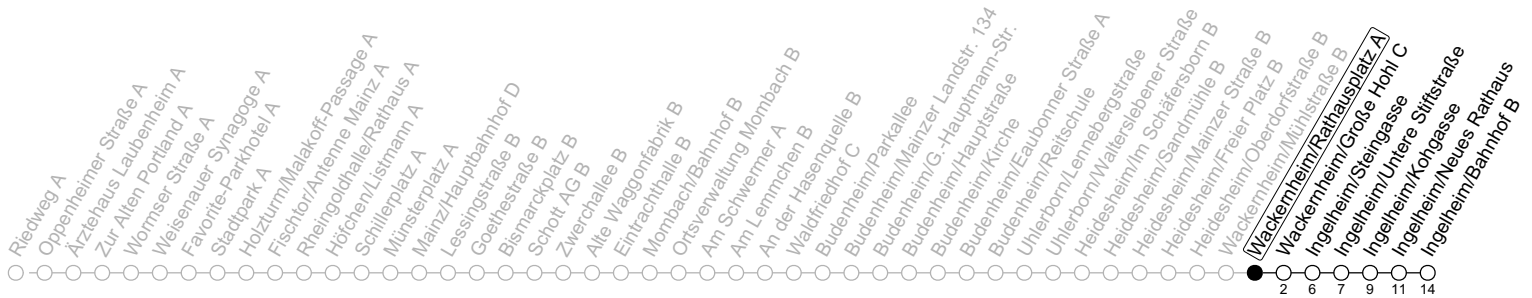 Riedweg A
Oppenheimer Straße A
Ärztehaus Laubenheim A
Zur Alten Portland A
Wormser Straße A
Weisenauer Synagoge A
Favorite-Parkhotel A
Stadtpark A
Holzturm/Malakoff-Passage A
Fischtor/Antenne Mainz A
Rheingoldhalle/Rathaus A
Höfchen/Listmann A
Schillerplatz A
Münsterplatz A
Mainz/Hauptbahnhof D
Lessingstraße B
Goethestraße B
Bismarckplatz B
Schott AG B
Zwerchallee B
Alte Waggonfabrik B
Eintrachthalle B
Mombach/Bahnhof B
Ortsverwaltung Mombach B
Am Schwermer A
Am Lemmchen B
An der Hasenquelle B
Waldfriedhof C
Budenheim/Parkallee
Budenheim/Mainzer Landstr. 134
Budenheim/G.-Hauptmann-Str.
Budenheim/Hauptstraße
Budenheim/Kirche
Budenheim/Eaubonner Straße A
Budenheim/Reitschule
Uhlerborn/Lennebergstraße
Uhlerborn/Walterslebener Straße
Heidesheim/Im Schäfersborn B
Heidesheim/Sandmühle B
Heidesheim/Mainzer Straße B
Heidesheim/Freier Platz B
Heidesheim/Oberdorfstraße B
Wackernheim/Mühlstraße B
Wackernheim/Rathausplatz A
Wackernheim/Große Hohl C
Ingelheim/Steingasse
Ingelheim/Untere Stiftstraße
Ingelheim/Kohgasse
Ingelheim/Neues Rathaus
Ingelheim/Bahnhof B
2 6 7 9 11 14